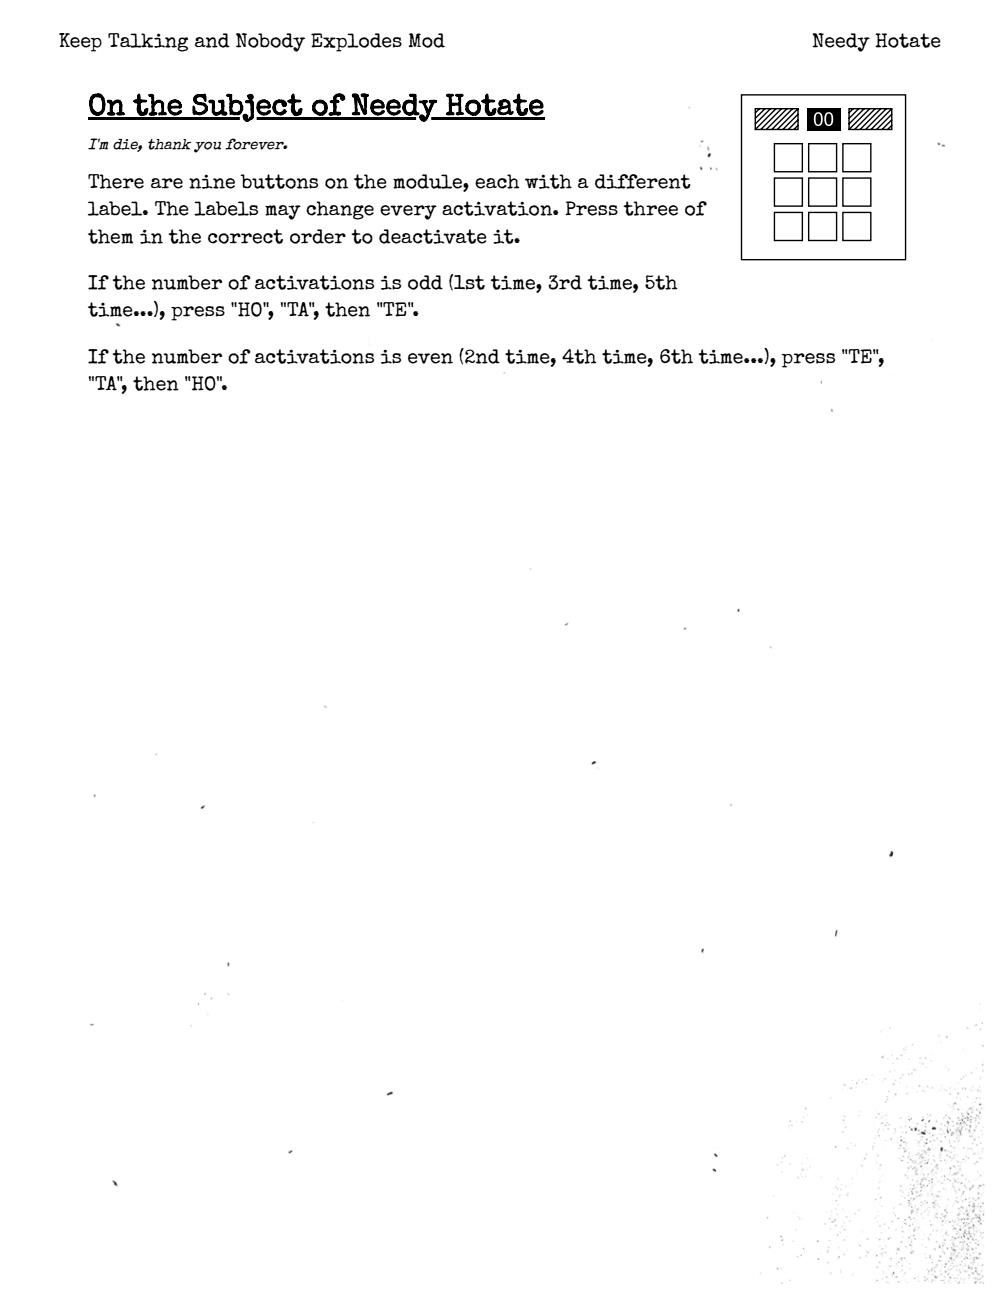 Keep Talking and Nobody Explodes Mod
Needy Hotate
On the Subject of Needy Hotate
I'm die, thank you forever.
00
There are nine buttons on the module, each with a different
label. The labels may change every activation. Press three of
them in the correct order to deactivate it.
If the number of activations is odd (1st time, 3rd time, 5th
time...), press "HO", "TA", then "TE".
If the number of activations is even (2nd time, 4th time, 6th time...), press "TE",
"TA", then "HO".